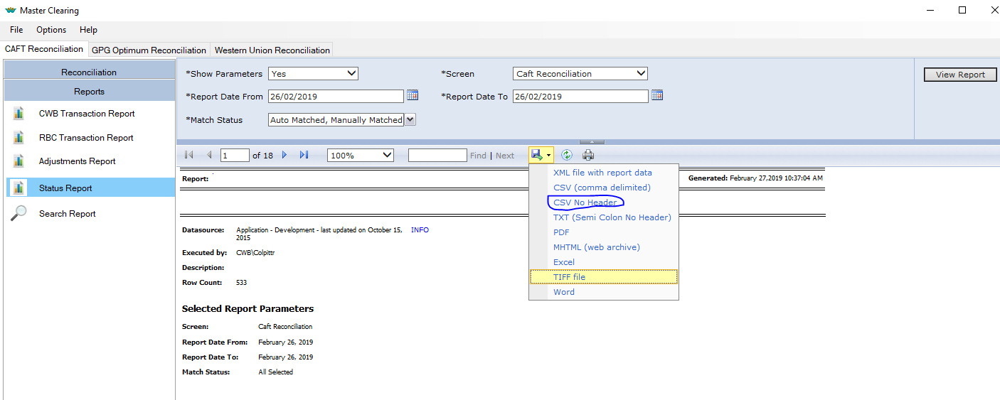 Master Clearing
File Options Help
CAFT Reconciliation GPG Optimum Reconciliation Western Union Reconciliation
Reconciliation
Reports
CWB Transaction Report
RBC Transaction Report
Adjustments Report
Status Report
Search Report
*Show Parameters Yes *Screen Caft Reconciliation View Report
*Report Date From 26/02/2019 *Report Date To 26/02/2019
*Match Status Auto Matched, Manually Matched
1 of 18 100% Find | Next
XML file with report data
CSV (comma delimited)
CSV No Header
TXT (Semi Colon No Header)
PDF
MHTML (web archive)
Excel
TIFF file
Word
Report: Generated: February 27,2019 10:37:04 AM
Datasource: Application - Development - last updated on October 15, INFO
2015
Executed by: CWB\Colpittr
Description:
Row Count: 533
Selected Report Parameters
Screen: Caft Reconciliation
Report Date From: February 26, 2019
Report Date To: February 26, 2019
Match Status: All Selected